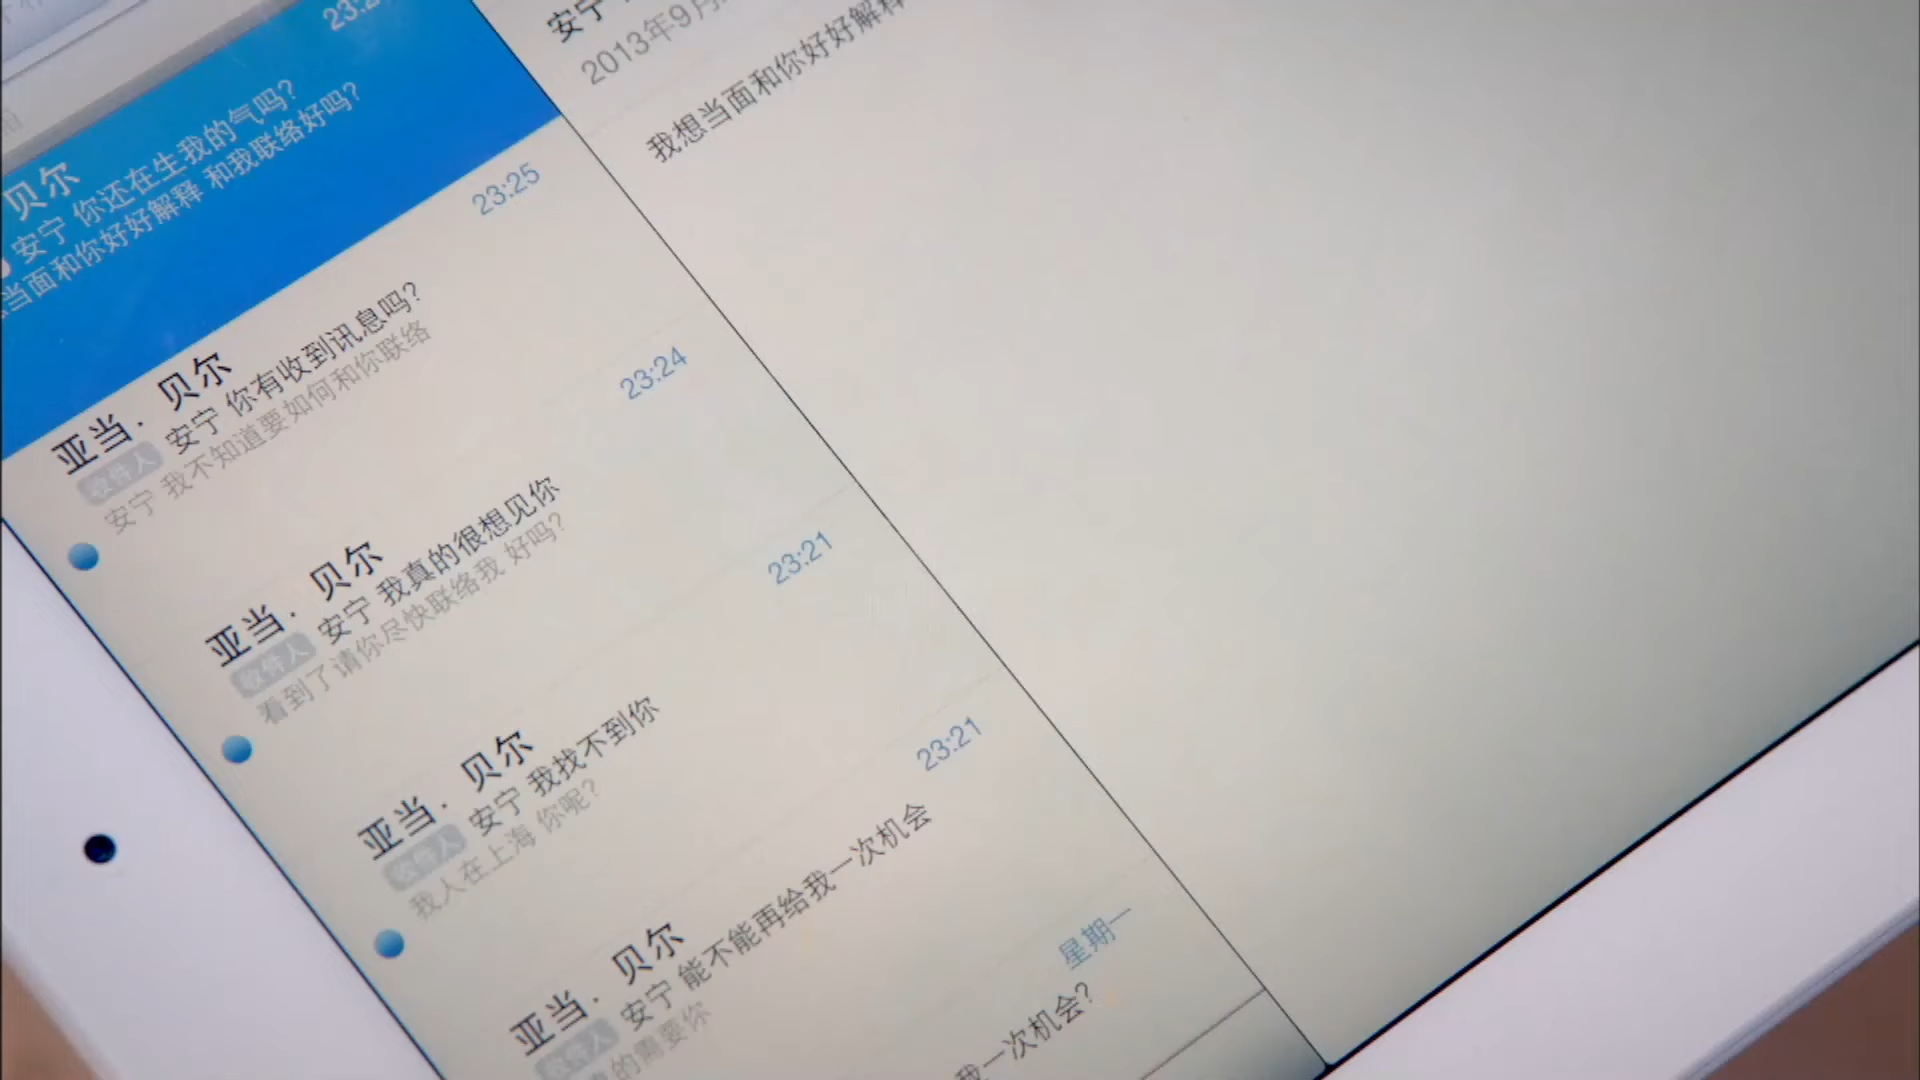 贝尔
安宁 你还在生我的气吗?
当面和你好好解释 和我联络好吗?
23:25
亚当. 贝尔
收件人 安宁 你有收到讯息吗?
安宁 我不知道要如何和你联络
23:24
亚当. 贝尔
收件人 安宁 我真的很想见你
看到了请你尽快联络我 好吗?
23:21
亚当. 贝尔
收件人 安宁 我找不到你
我人在上海 你呢?
23:21
亚当. 贝尔
收件人 安宁 能不能再给我一次机会
的需要你
星期一
我一次机会?
安宁
2013年9月
我想当面和你好好解释